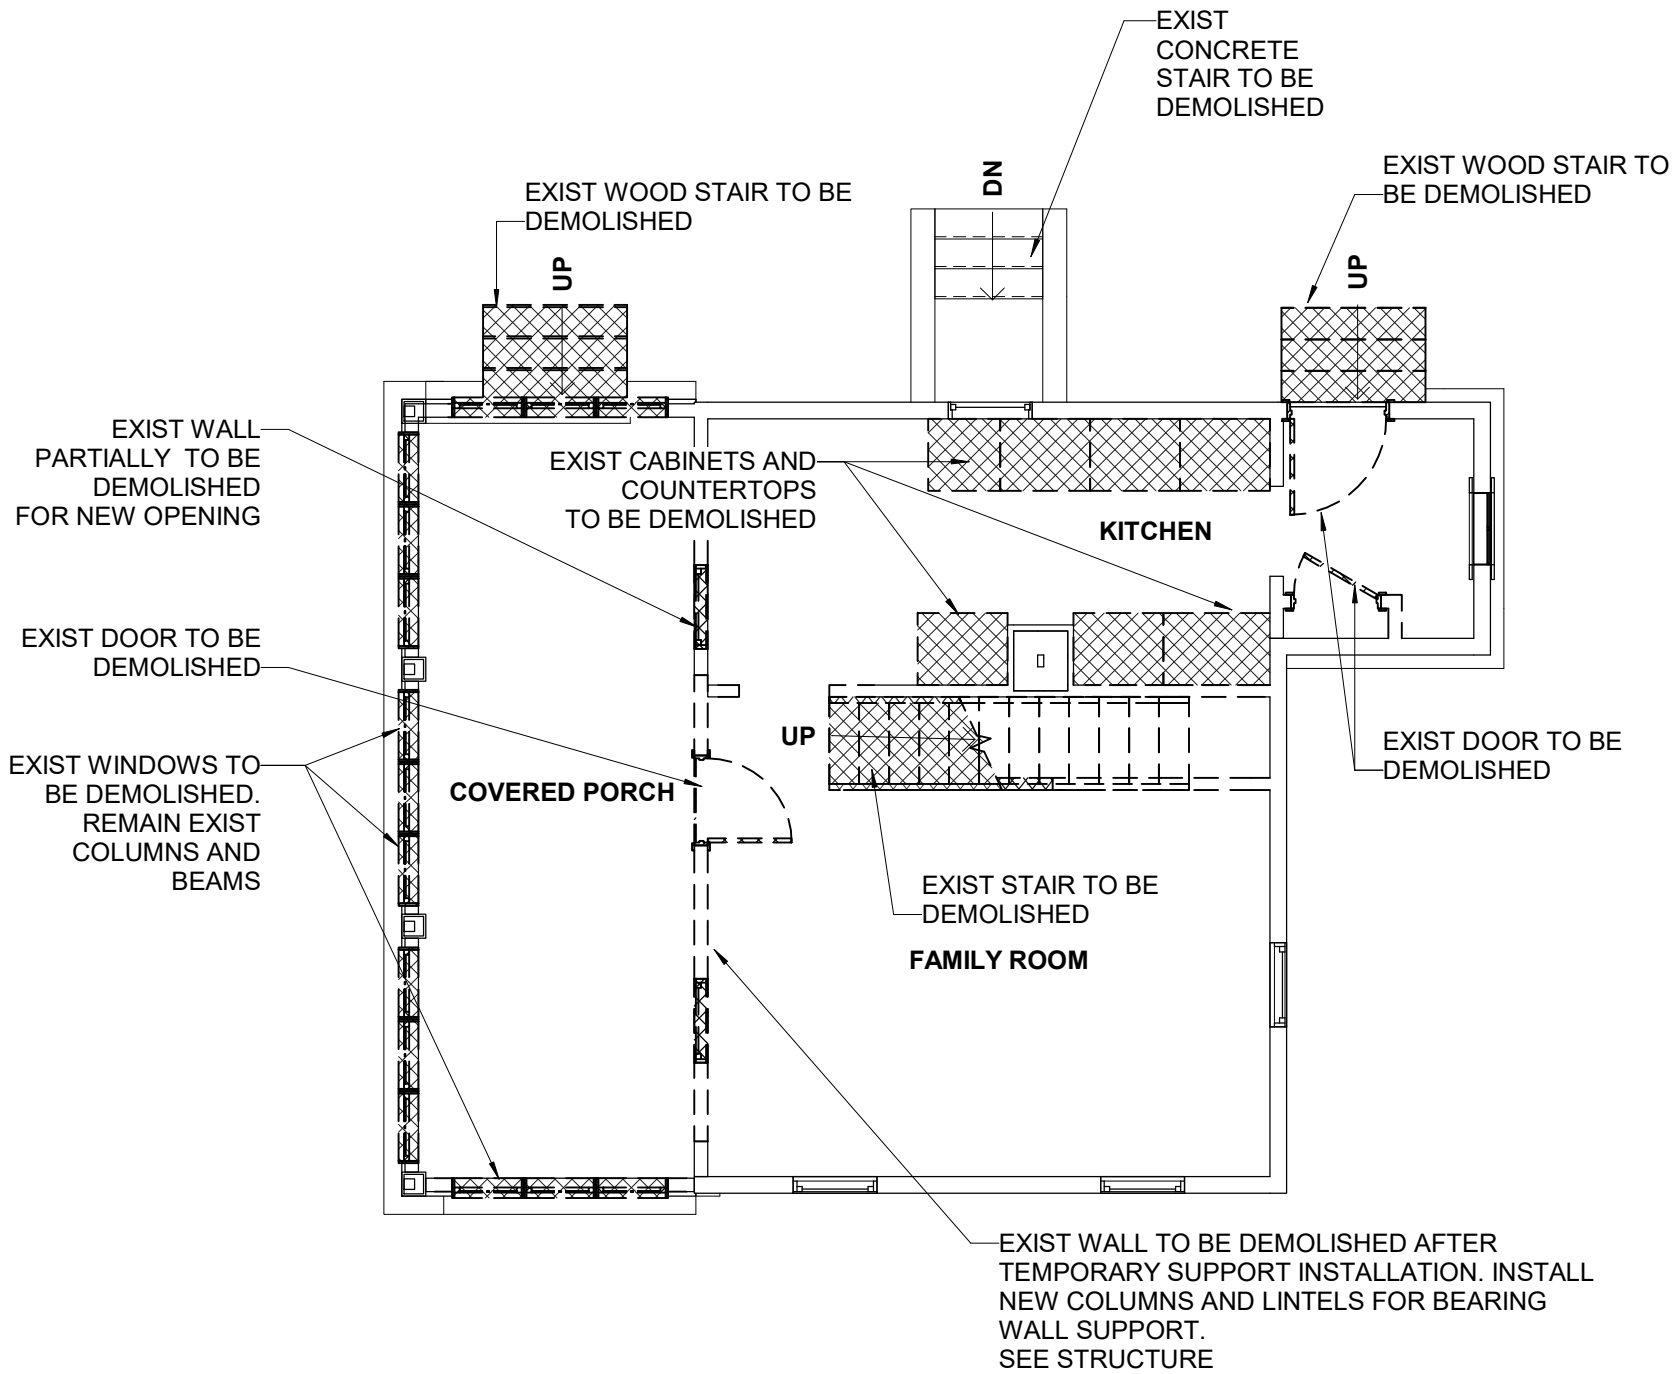 EXIST
CONCRETE
STAIR TO BE
DEMOLISHED
EXIST WOOD STAIR TO
BE DEMOLISHED
EXIST WOOD STAIR TO BE
DEMOLISHED
DN
UP
UP
EXIST WALL
PARTIALLY TO BE
DEMOLISHED
FOR NEW OPENING
EXIST CABINETS AND
COUNTERTOPS
TO BE DEMOLISHED
KITCHEN
EXIST DOOR TO BE
DEMOLISHED
UP
EXIST DOOR TO BE
DEMOLISHED
EXIST WINDOWS TO
BE DEMOLISHED.
REMAIN EXIST
COLUMNS AND
BEAMS
COVERED PORCH
EXIST STAIR TO BE
DEMOLISHED
FAMILY ROOM
EXIST WALL TO BE DEMOLISHED AFTER
TEMPORARY SUPPORT INSTALLATION. INSTALL
NEW COLUMNS AND LINTELS FOR BEARING
WALL SUPPORT.
SEE STRUCTURE